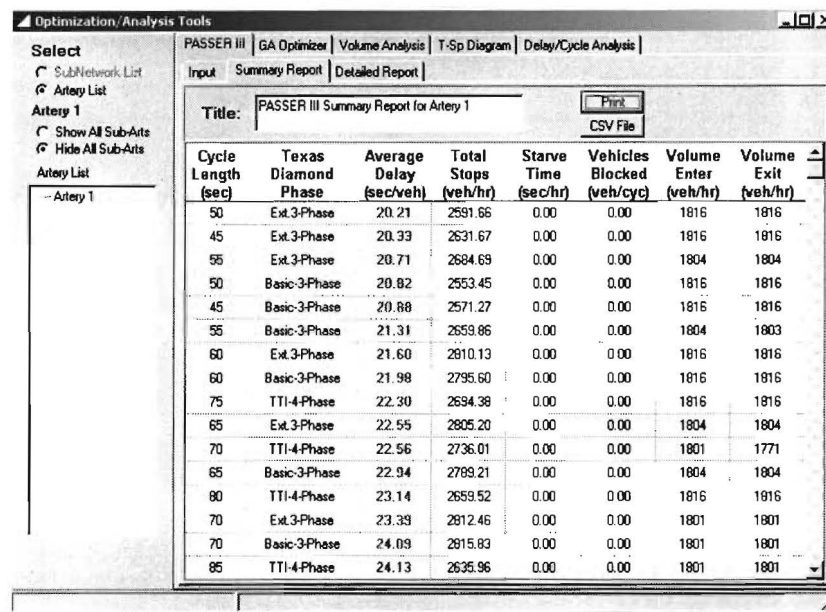 Optimization/Analysis Tools
Select
SubNetwork List
Artery List
Artery 1
Show All Sub-Arts
Hide All Sub-Arts
Artery List
Artery 1
PASSER III GA Optimizer Volume Analysis T-Sp Diagram Delay/Cycle Analysis
Input Summary Report Detailed Report
Title: PASSER III Summary Report for Artery 1
Print
CSV File
Cycle Length (sec) Texas Diamond Phase Average Delay (sec/veh) Total Stops (veh/hr) Starve Time (sec/hr) Vehicles Blocked (veh/cyc) Volume Enter (veh/hr) Volume Exit (veh/hr)
50 Ext.3-Phase 20.21 2591.66 0.00 0.00 1816 1816
45 Ext.3-Phase 20.33 2631.67 0.00 0.00 1816 1816
55 Ext.3-Phase 20.71 2684.69 0.00 0.00 1804 1804
50 Basic-3-Phase 20.82 2553.45 0.00 0.00 1816 1816
45 Basic-3-Phase 20.88 2571.27 0.00 0.00 1816 1816
55 Basic-3-Phase 21.31 2659.86 0.00 0.00 1804 1803
60 Ext.3-Phase 21.60 2810.13 0.00 0.00 1816 1816
60 Basic-3-Phase 21.98 2795.60 0.00 0.00 1816 1816
75 TTI-4-Phase 22.30 2694.38 0.00 0.00 1816 1816
65 Ext.3-Phase 22.55 2805.20 0.00 0.00 1804 1804
70 TTI-4-Phase 22.56 2736.01 0.00 0.00 1801 1771
65 Basic-3-Phase 22.94 2789.21 0.00 0.00 1804 1804
80 TTI-4-Phase 23.14 2659.52 0.00 0.00 1816 1816
70 Ext.3-Phase 23.39 2812.46 0.00 0.00 1801 1801
70 Basic-3-Phase 24.09 2815.83 0.00 0.00 1801 1801
85 TTI-4-Phase 24.13 2635.96 0.00 0.00 1801 1801